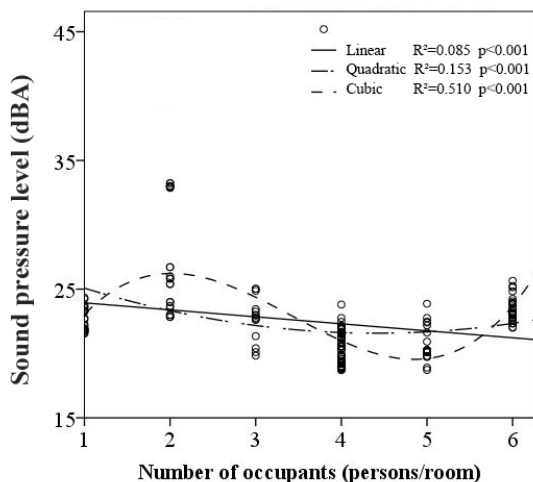 45
35
25
15
Sound pressure level (dBA)
Linear R²=0.085 p<0.001
Quadratic R²=0.153 p<0.001
Cubic R²=0.510 p<0.001
1 2 3 4 5 6
Number of occupants (persons/room)